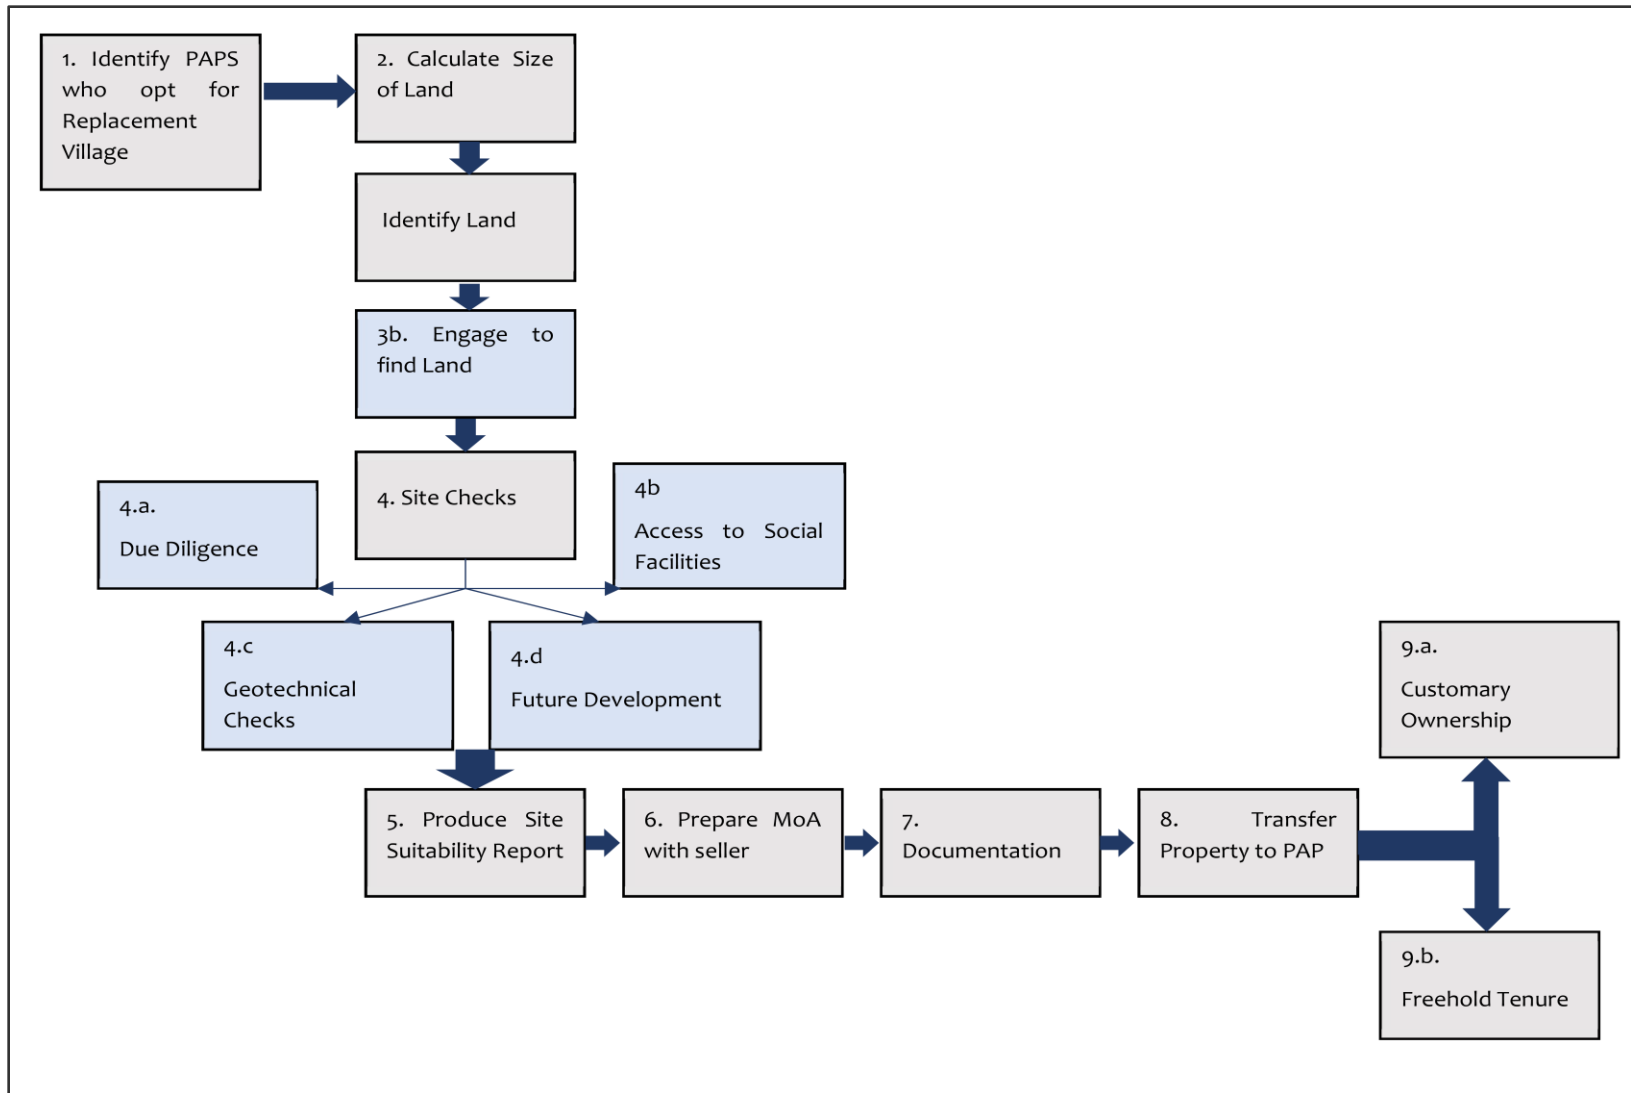 1. Identify PAPS
who opt for
Replacement
Village
2. Calculate Size
of Land
Identify Land
3b. Engage to
find Land
4. Site Checks
4.a.
Due Diligence
4b
Access to Social
Facilities
4.c
Geotechnical
Checks
4.d
Future Development
5. Produce Site
Suitability Report
6. Prepare MoA
with seller
7.
Documentation
8. Transfer
Property to PAP
9.a.
Customary
Ownership
9.b.
Freehold Tenure